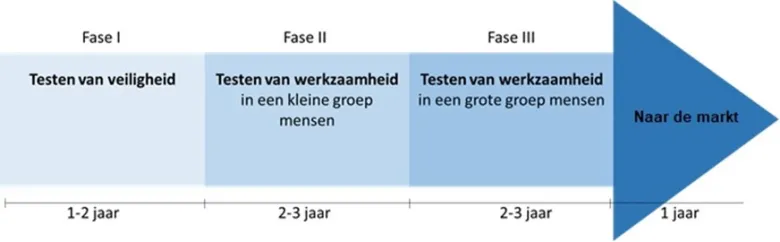 Fase I
Fase II
Fase III
Testen van veiligheid
Testen van werkzaamheid
in een kleine groep
mensen
Testen van werkzaamheid
in een grote groep mensen
Naar de markt
1-2 jaar
2-3 jaar
2-3 jaar
1 jaar